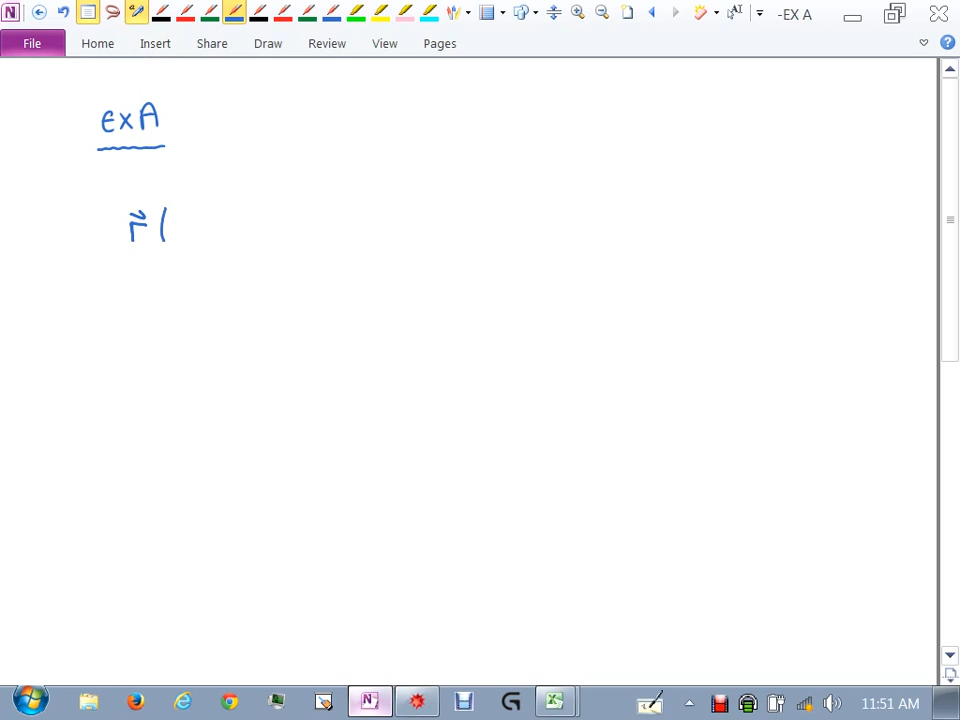 -EX A
File Home Insert Share Draw Review View Pages
exA
r⃗ (
11:51 AM